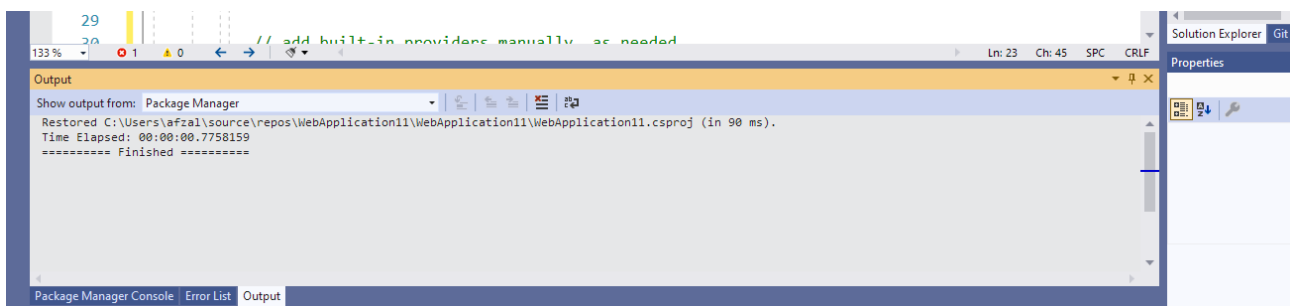 29
30 // add built-in providers manually, as needed
133 % 1 0 Ln: 23 Ch: 45 SPC CRLF
Output
Show output from: Package Manager
Restored C:\Users\afzal\source\repos\WebApplication11\WebApplication11\WebApplication11.csproj (in 90 ms).
Time Elapsed: 00:00:00.7758159
========== Finished ==========
Package Manager Console Error List Output
Solution Explorer Git
Properties